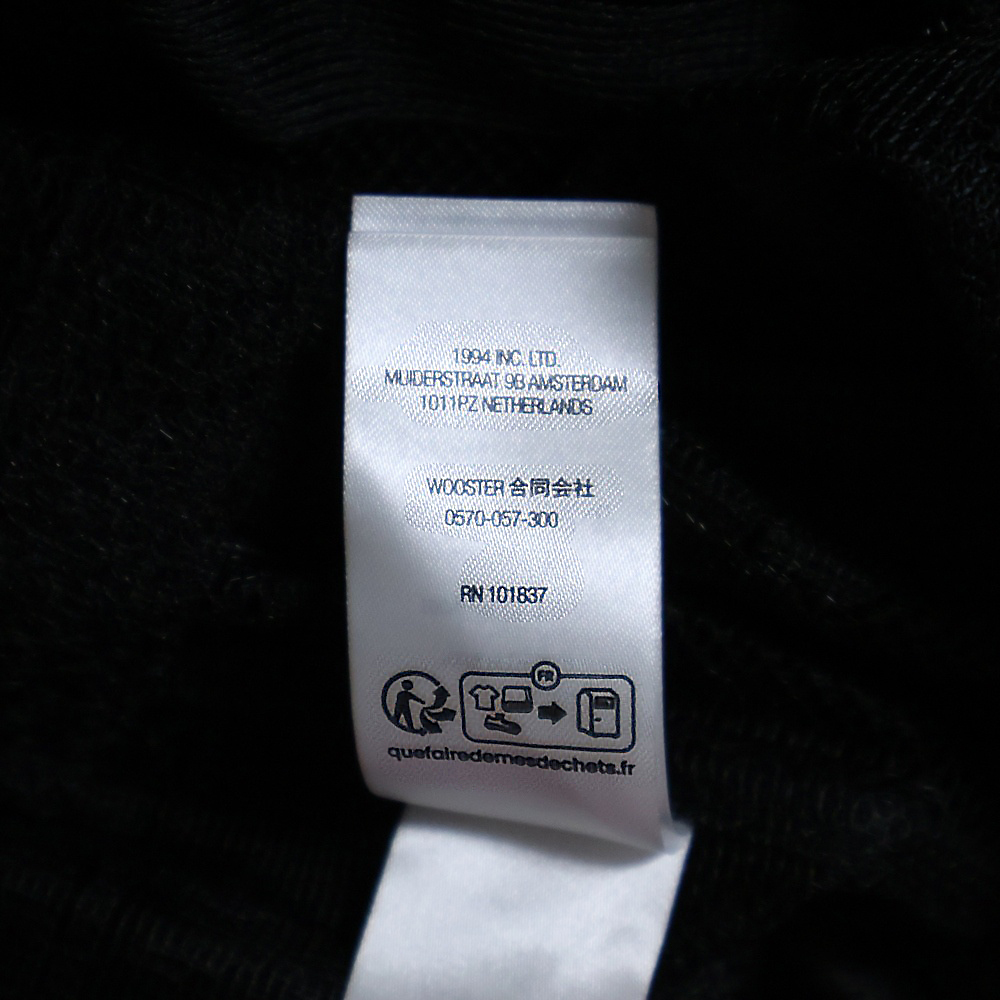 1994 INC. LTD.
MUIDERSTRAAT 9B AMSTERDAM
1011PZ NETHERLANDS
WOOSTER 合同会社
0570-057-300
RN 101837
FR
quefairedemesdechets.fr